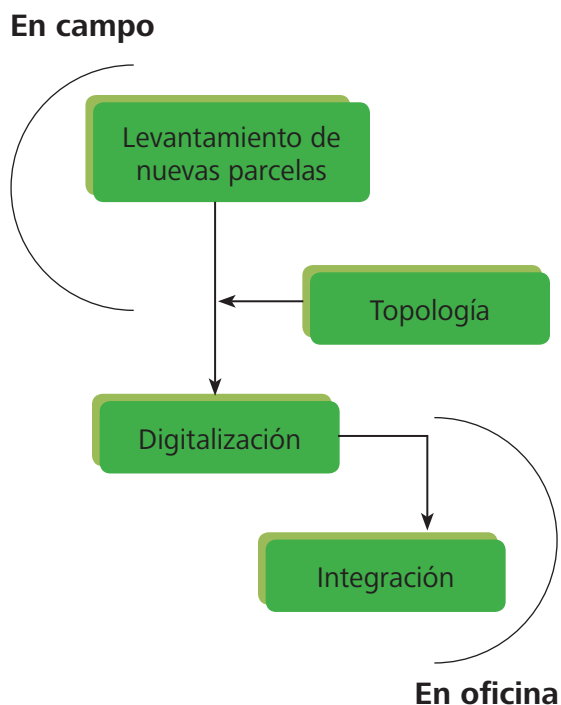 En campo
Levantamiento de
nuevas parcelas
Topología
Digitalización
Integración
En oficina